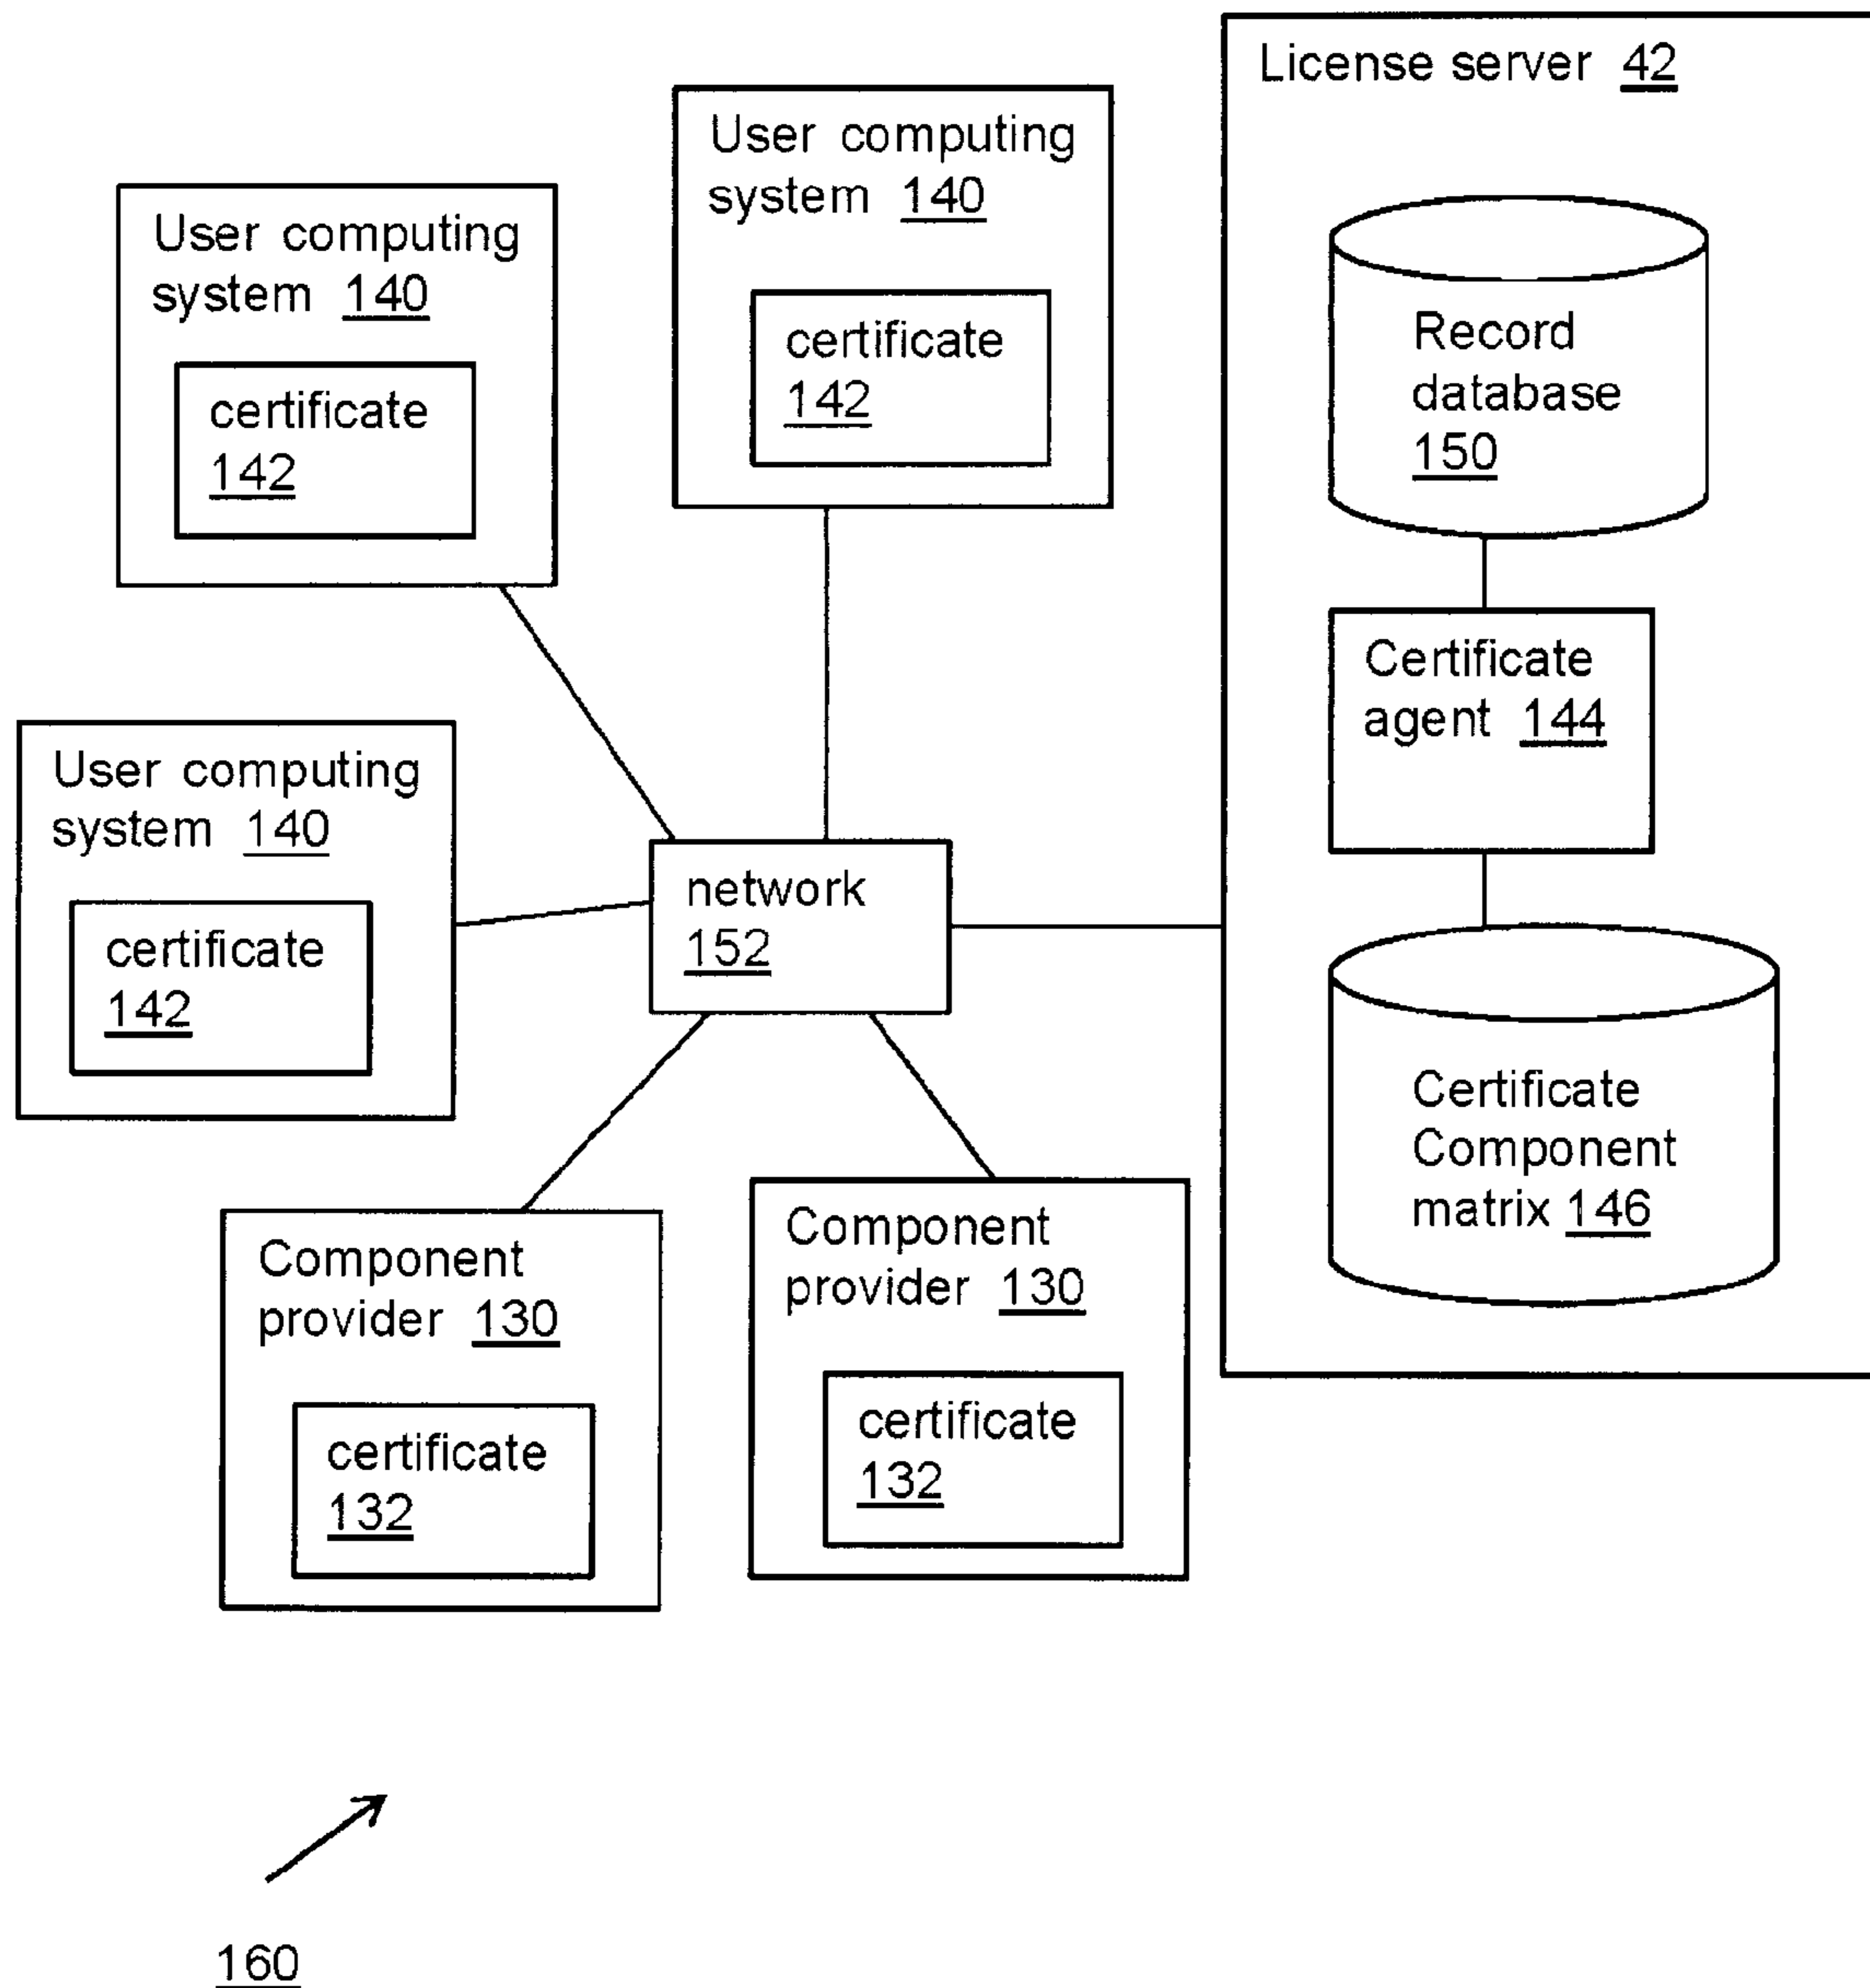 License server 42
User computing
system 140
certificate
142
User computing
system 140
certificate
142
Record
database
150
Certificate
agent 144
User computing
system 140
certificate
142
network
152
Certificate
Component
matrix 146
Component
provider 130
certificate
132
Component
provider 130
certificate
132
160